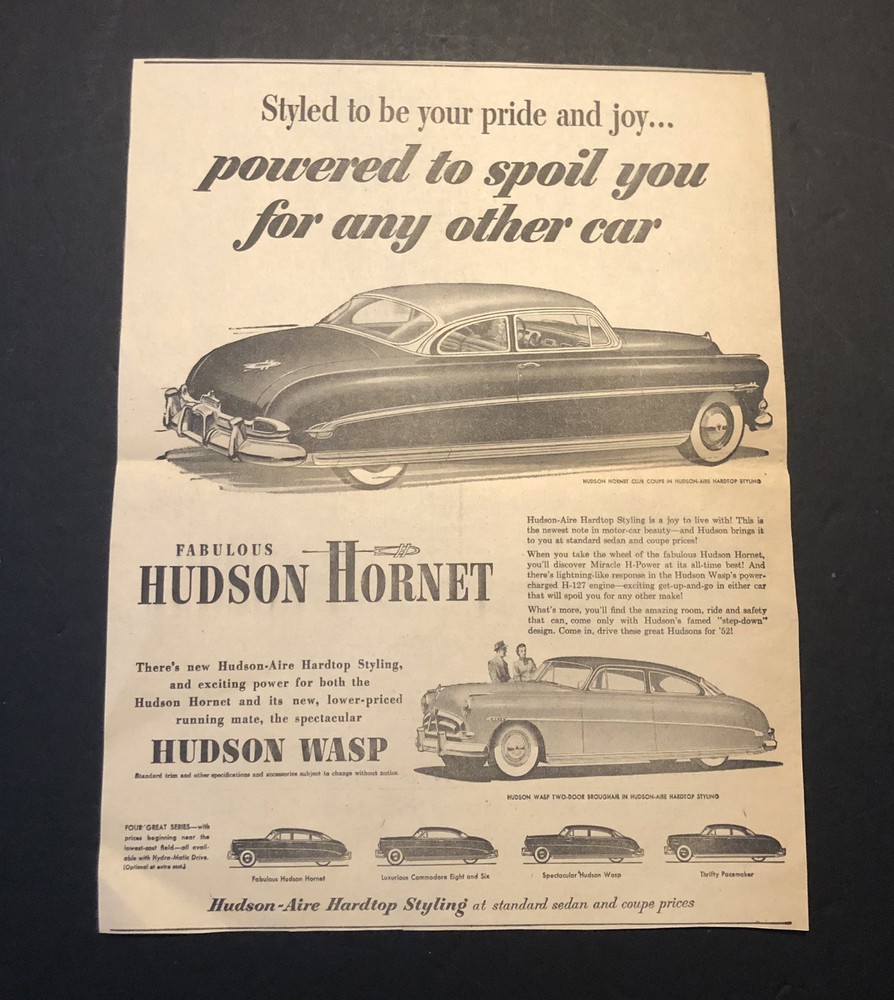 Styled to be your pride and joy...
powered to spoil you
for any other car
HUDSON HORNET CLUB COUPE IN HUDSON-AIRE HARDTOP STYLING
FABULOUS
HUDSON HORNET
Hudson-Aire Hardtop Styling is a joy to live with! This is
the newest note in motor-car beauty—and Hudson brings it
to you at standard sedan and coupe prices!
When you take the wheel of the fabulous Hudson Hornet,
you'll discover Miracle H-Power at its all-time best! And
there's lightning-like response in the Hudson Wasp's power-
charged H-127 engine—exciting get-up-and-go in either car
that will spoil you for any other make!
What's more, you'll find the amazing room, ride and safety
that can come only with Hudson's famed "step-down"
design. Come in, drive these great Hudsons for '52!
There's new Hudson-Aire Hardtop Styling,
and exciting power for both the
Hudson Hornet and its new, lower-priced
running mate, the spectacular
HUDSON WASP
Standard trim and other specifications and accessories subject to change without notice.
HUDSON WASP TWO-DOOR BROUGHAM IN HUDSON-AIRE HARDTOP STYLING
FOUR GREAT SERIES—with
prices beginning near the
lowest-cost field—all avail-
able with Hydra-Matic Drive.
(Optional at extra cost.)
Fabulous Hudson Hornet
Luxurious Commodore Eight and Six
Spectacular Hudson Wasp
Thrifty Pacemaker
Hudson-Aire Hardtop Styling at standard sedan and coupe prices